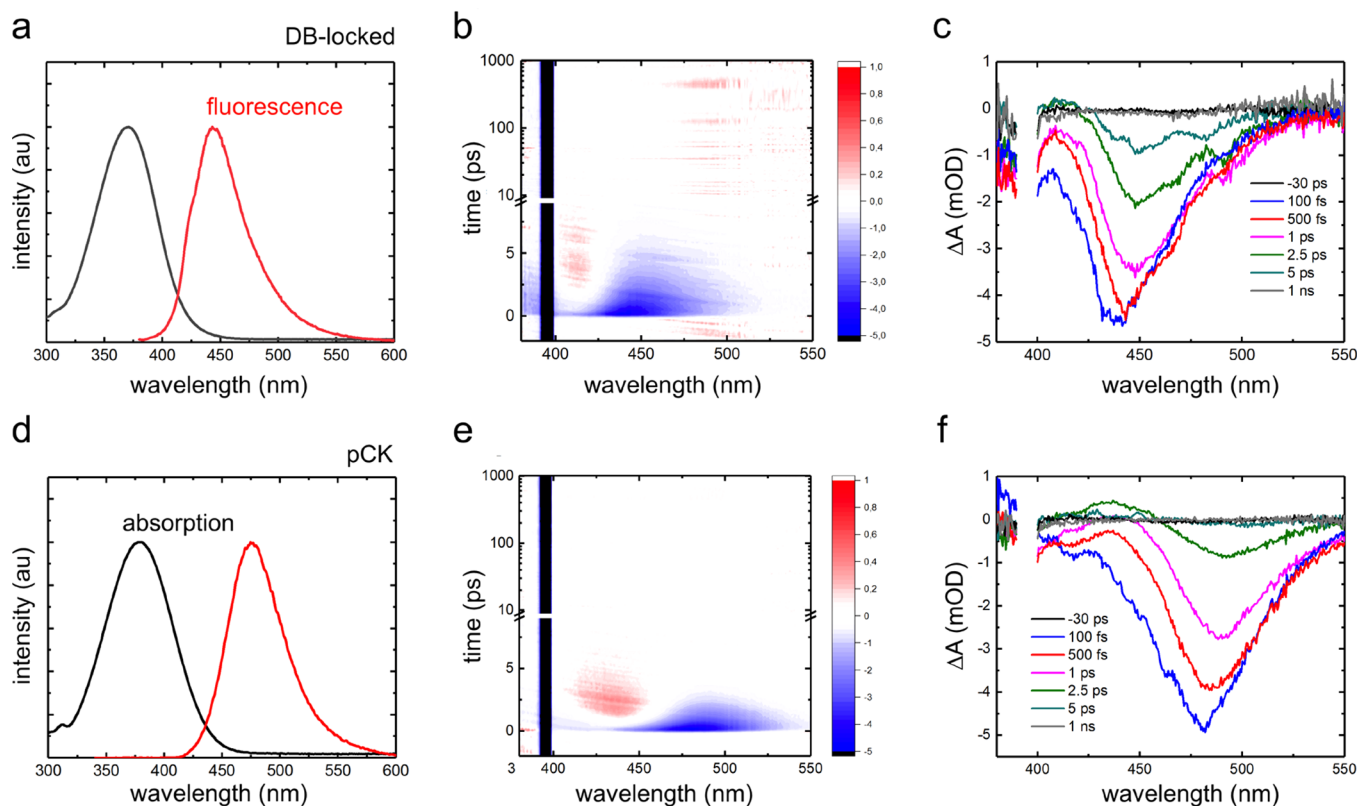 a
DB-locked
fluorescence
intensity (au)
300 350 400 450 500 550 600
wavelength (nm)
b
time (ps)
1000
100
10
5
0
400 450 500 550
wavelength (nm)
1,0
0,8
0,6
0,4
0,2
0,0
-1,0
-2,0
-3,0
-4,0
-5,0
c
ΔA (mOD)
1
0
-1
-2
-3
-4
-5
-30 ps
100 fs
500 fs
1 ps
2.5 ps
5 ps
1 ns
400 450 500 550
wavelength (nm)
d
pCK
absorption
intensity (au)
300 350 400 450 500 550 600
wavelength (nm)
e
time (ps)
1000
100
10
5
0
3 400 450 500 550
wavelength (nm)
1
0.8
0.6
0.4
0.2
0
-1
-2
-3
-4
-5
f
ΔA (mOD)
1
0
-1
-2
-3
-4
-5
-30 ps
100 fs
500 fs
1 ps
2.5 ps
5 ps
1 ns
400 450 500 550
wavelength (nm)